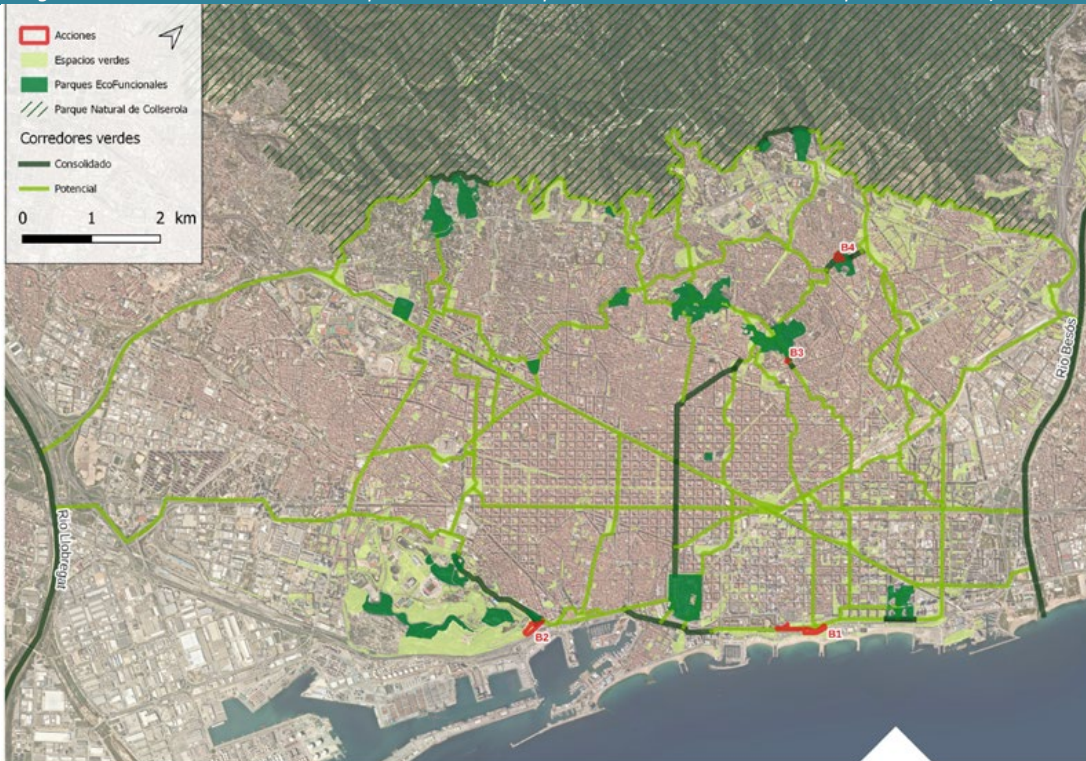 Acciones
Espacios verdes
Parques EcoFuncionales
Parque Natural de Collserola
Corredores verdes
Consolidado
Potencial
0 1 2 km
B4
B3
Río Besós
Río Llobregat
B2
B1